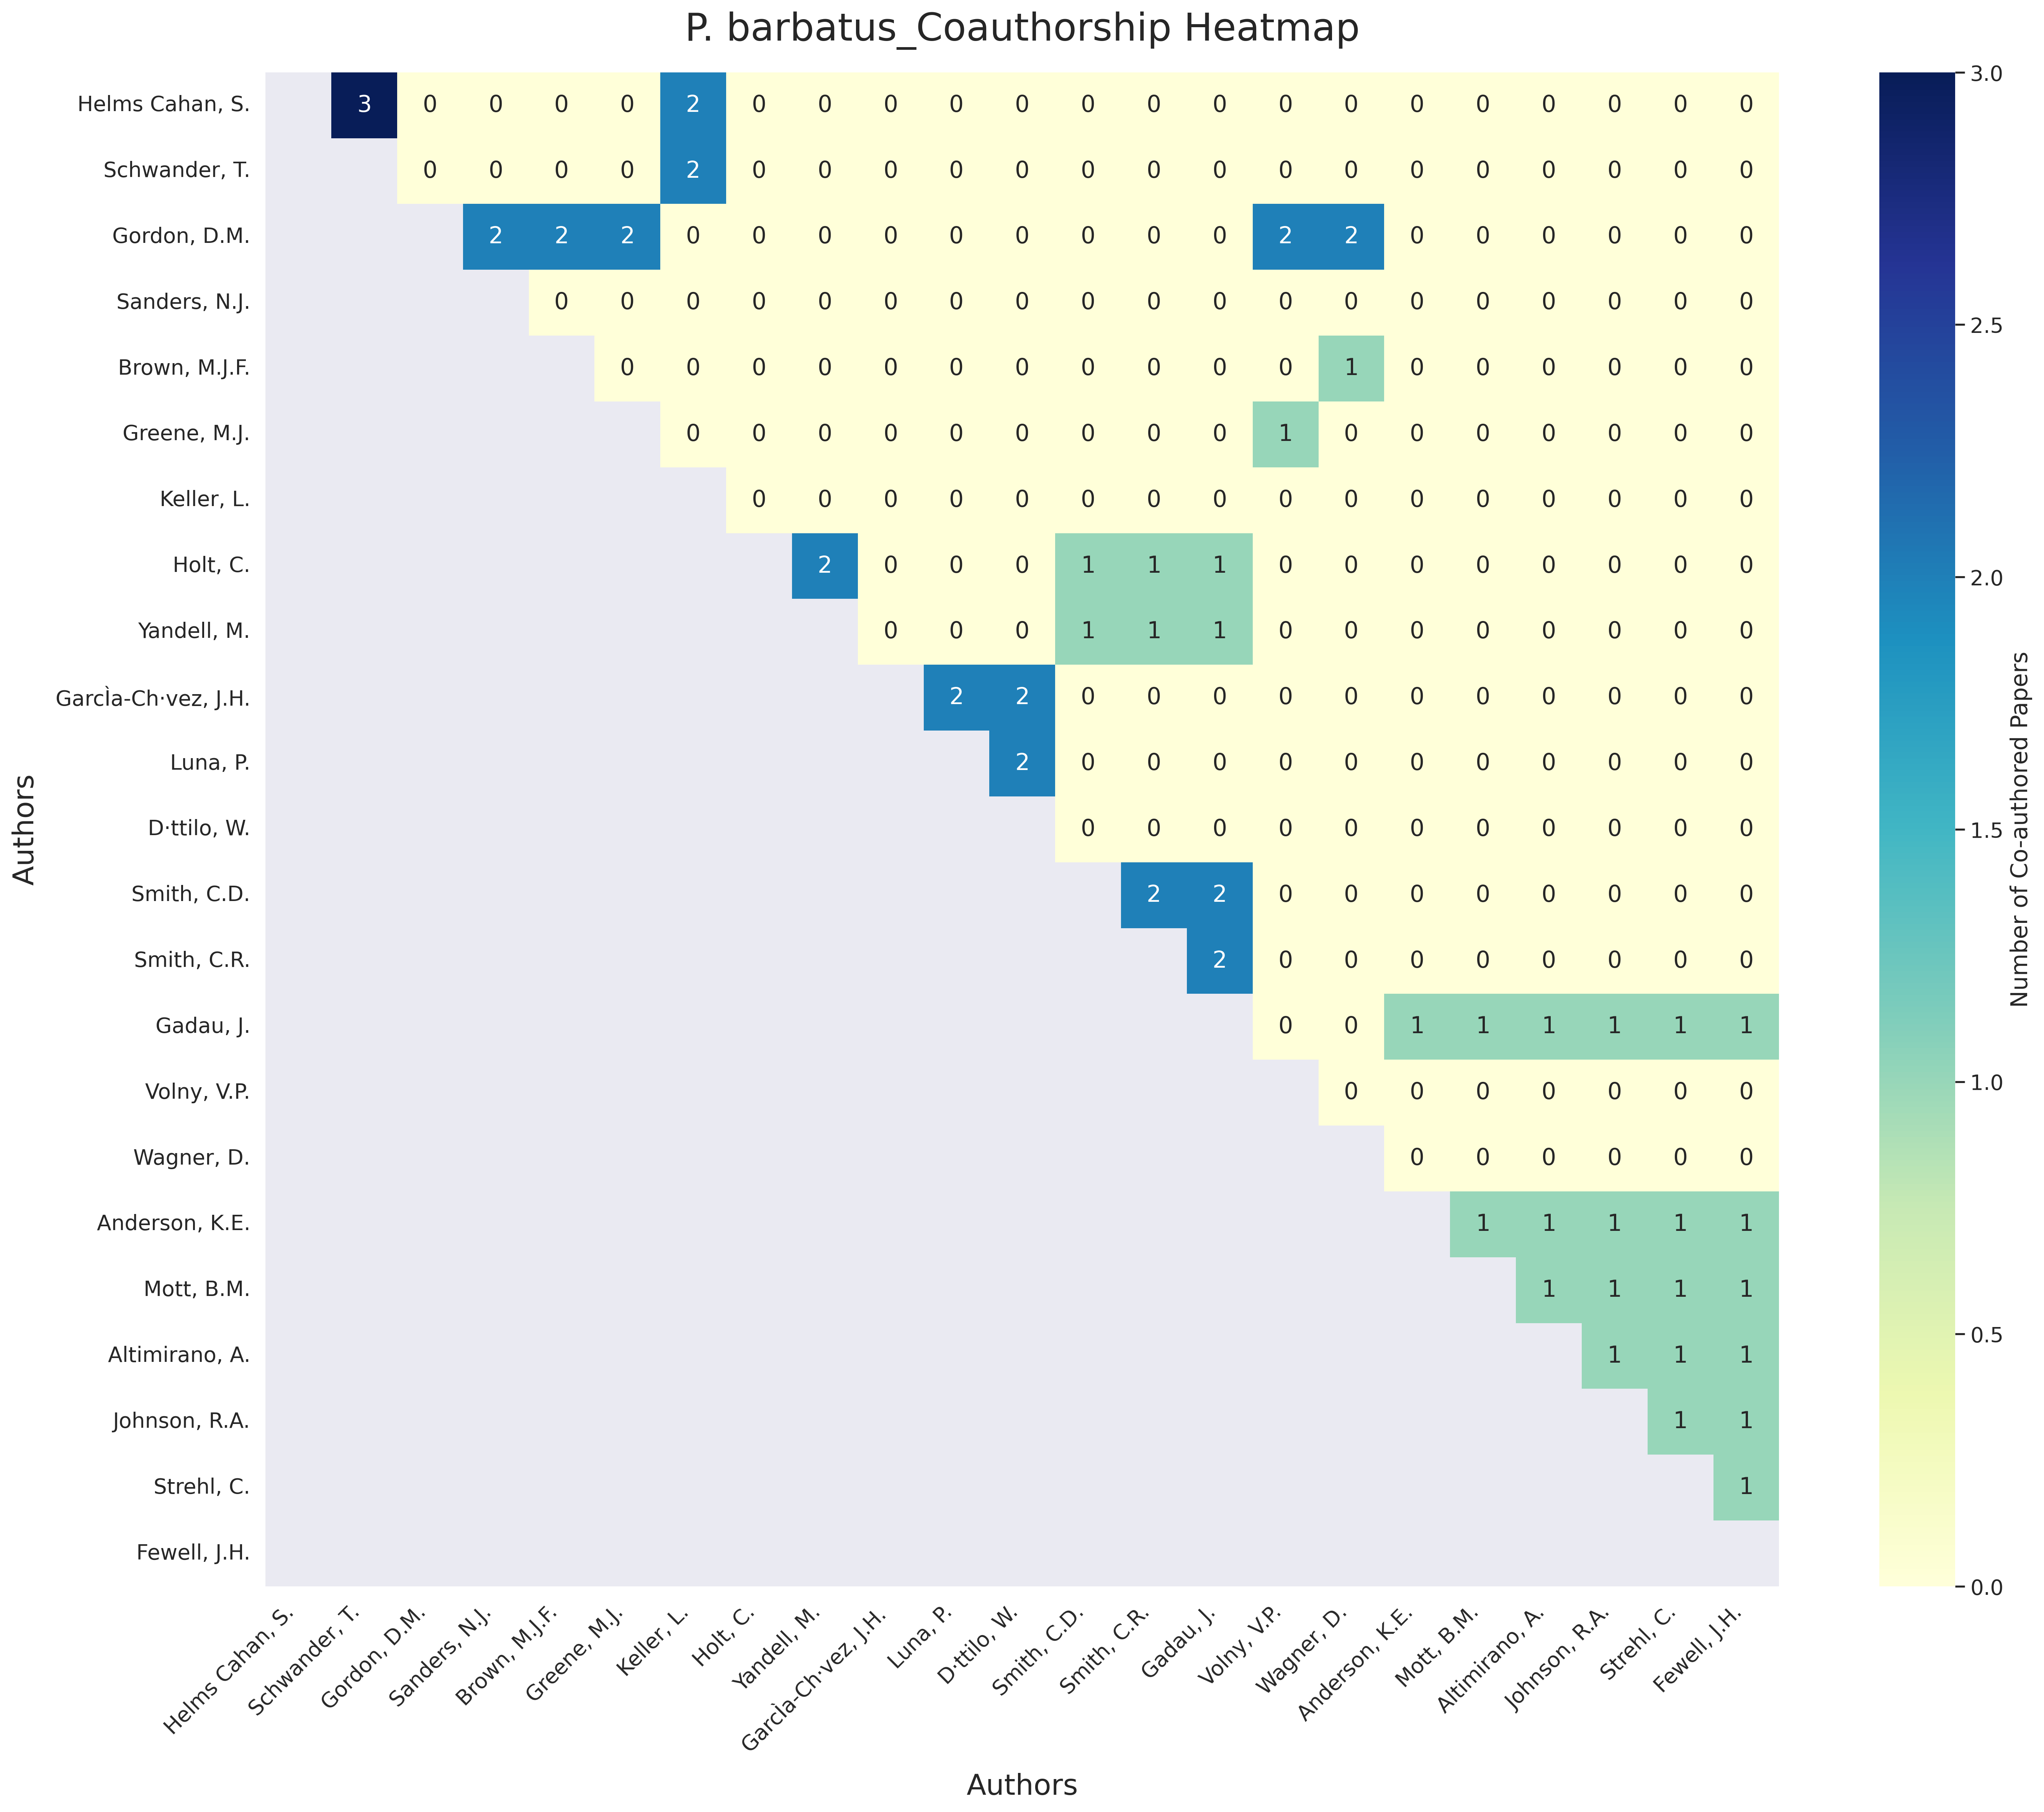 P. barbatus_Coauthorship Heatmap
Helms Cahan, S. 3 0 0 0 0 2 0 0 0 0 0 0 0 0 0 0 0 0 0 0 0 0
Schwander, T. 0 0 0 0 2 0 0 0 0 0 0 0 0 0 0 0 0 0 0 0 0
Gordon, D.M. 2 2 2 0 0 0 0 0 0 0 0 0 2 2 0 0 0 0 0 0
Sanders, N.J. 0 0 0 0 0 0 0 0 0 0 0 0 0 0 0 0 0 0 0
Brown, M.J.F. 0 0 0 0 0 0 0 0 0 0 0 1 0 0 0 0 0 0
Greene, M.J. 0 0 0 0 0 0 0 0 0 1 0 0 0 0 0 0 0
Keller, L. 0 0 0 0 0 0 0 0 0 0 0 0 0 0 0 0
Holt, C. 2 0 0 0 1 1 1 0 0 0 0 0 0 0 0
Yandell, M. 0 0 0 1 1 1 0 0 0 0 0 0 0 0
GarcÌa-Ch·vez, J.H. 2 2 0 0 0 0 0 0 0 0 0 0 0
Luna, P. 2 0 0 0 0 0 0 0 0 0 0 0
D·ttilo, W. 0 0 0 0 0 0 0 0 0 0 0
Smith, C.D. 2 2 0 0 0 0 0 0 0 0
Smith, C.R. 2 0 0 0 0 0 0 0 0
Gadau, J. 0 0 1 1 1 1 1 1
Volny, V.P. 0 0 0 0 0 0 0
Wagner, D. 0 0 0 0 0 0
Anderson, K.E. 1 1 1 1 1
Mott, B.M. 1 1 1 1
Altimirano, A. 1 1 1
Johnson, R.A. 1 1
Strehl, C. 1
Fewell, J.H.
Authors
Helms Cahan, S.
Schwander, T.
Gordon, D.M.
Sanders, N.J.
Brown, M.J.F.
Greene, M.J.
Keller, L.
Holt, C.
Yandell, M.
GarcÌa-Ch·vez, J.H.
Luna, P.
D·ttilo, W.
Smith, C.D.
Smith, C.R.
Gadau, J.
Volny, V.P.
Wagner, D.
Anderson, K.E.
Mott, B.M.
Altimirano, A.
Johnson, R.A.
Strehl, C.
Fewell, J.H.
Authors
3.0
2.5
2.0
1.5
1.0
0.5
0.0
Number of Co-authored Papers